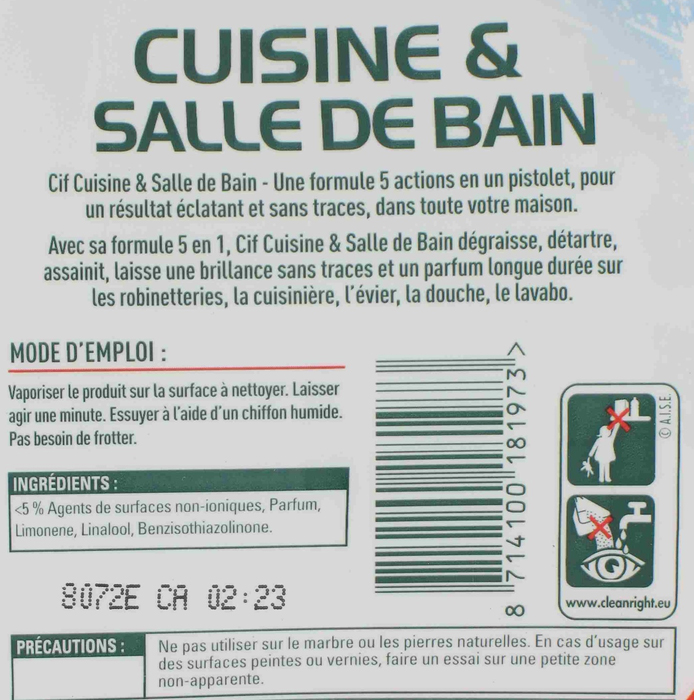 CUISINE &
SALLE DE BAIN
Cif Cuisine & Salle de Bain - Une formule 5 actions en un pistolet, pour
un résultat éclatant et sans traces, dans toute votre maison.
Avec sa formule 5 en 1, Cif Cuisine & Salle de Bain dégraisse, détartre,
assainit, laisse une brillance sans traces et un parfum longue durée sur
les robinetteries, la cuisinière, l'évier, la douche, le lavabo.
MODE D'EMPLOI :
Vaporiser le produit sur la surface à nettoyer. Laisser
agir une minute. Essuyer à l'aide d'un chiffon humide.
Pas besoin de frotter.
INGRÉDIENTS :
<5 % Agents de surfaces non-ioniques, Parfum,
Limonene, Linalool, Benzisothiazolinone.
8072E CA 02:23
8 714100 181973 >
© A.I.S.E.
www.cleanright.eu
PRÉCAUTIONS :
Ne pas utiliser sur le marbre ou les pierres naturelles. En cas d'usage sur
des surfaces peintes ou vernies, faire un essai sur une petite zone
non-apparente.